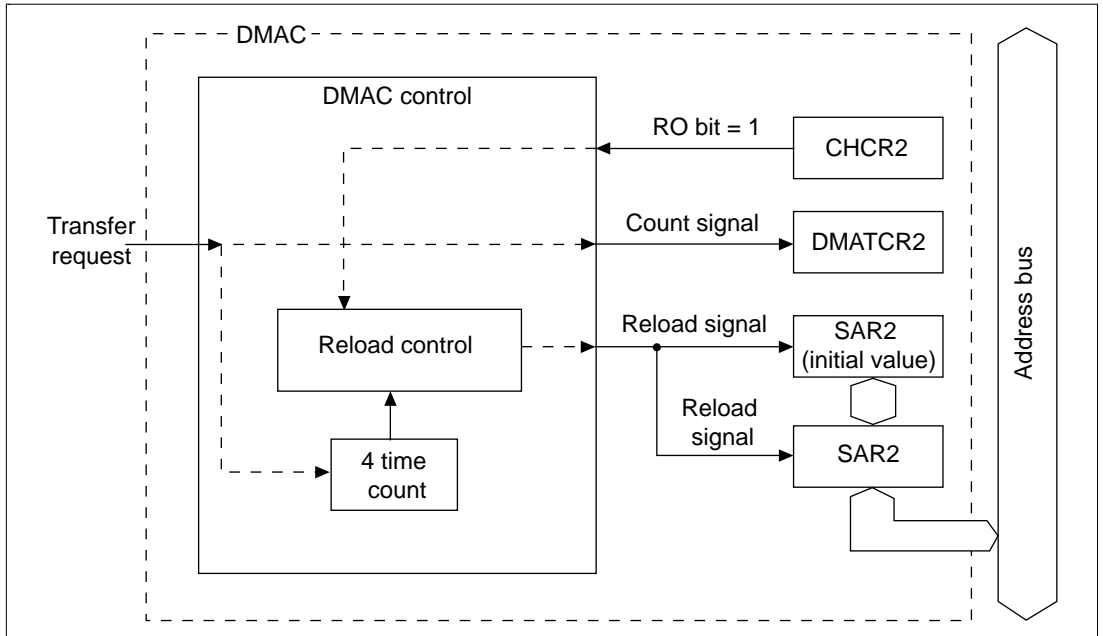 DMAC
DMAC control
RO bit = 1
CHCR2
Transfer
request
Count signal
DMATCR2
Reload control
Reload signal
SAR2
(initial value)
Reload
signal
SAR2
4 time
count
Address bus